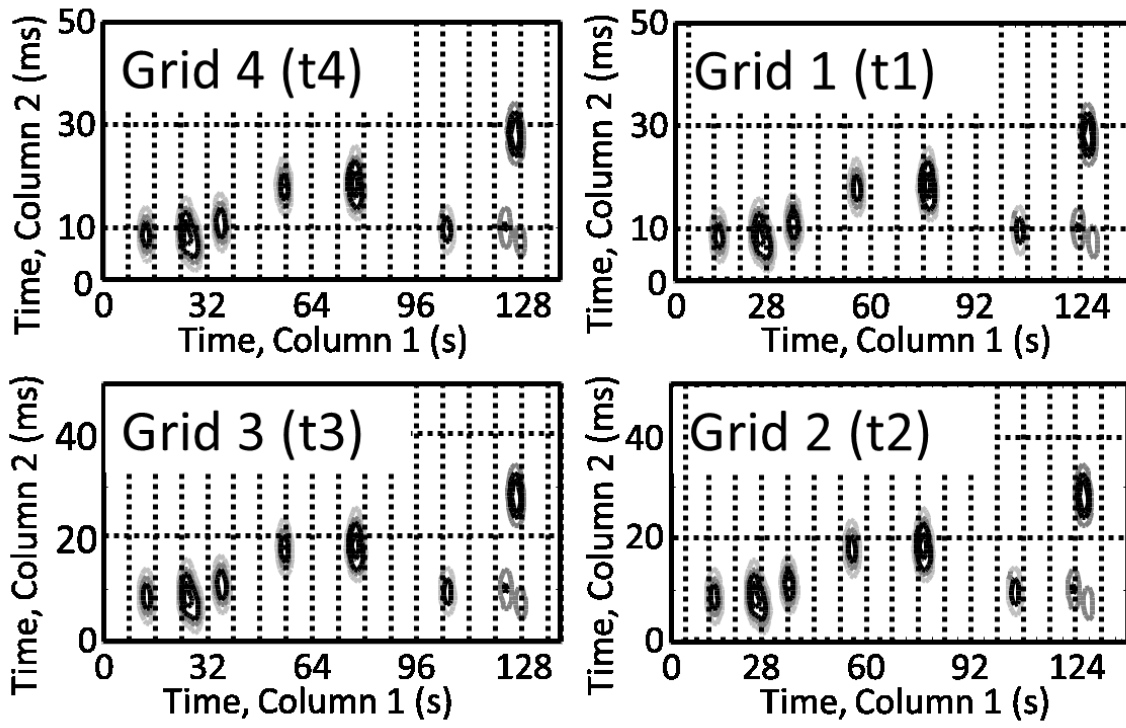 Time, Column 2 (ms)
50
30
10
0
Grid 4 (t4)
0 32 64 96 128
Time, Column 1 (s)
Time, Column 2 (ms)
50
30
10
0
Grid 1 (t1)
0 28 60 92 124
Time, Column 1 (s)
Time, Column 2 (ms)
40
20
0
Grid 3 (t3)
0 32 64 96 128
Time, Column 1 (s)
Time, Column 2 (ms)
40
20
0
Grid 2 (t2)
0 28 60 92 124
Time, Column 1 (s)